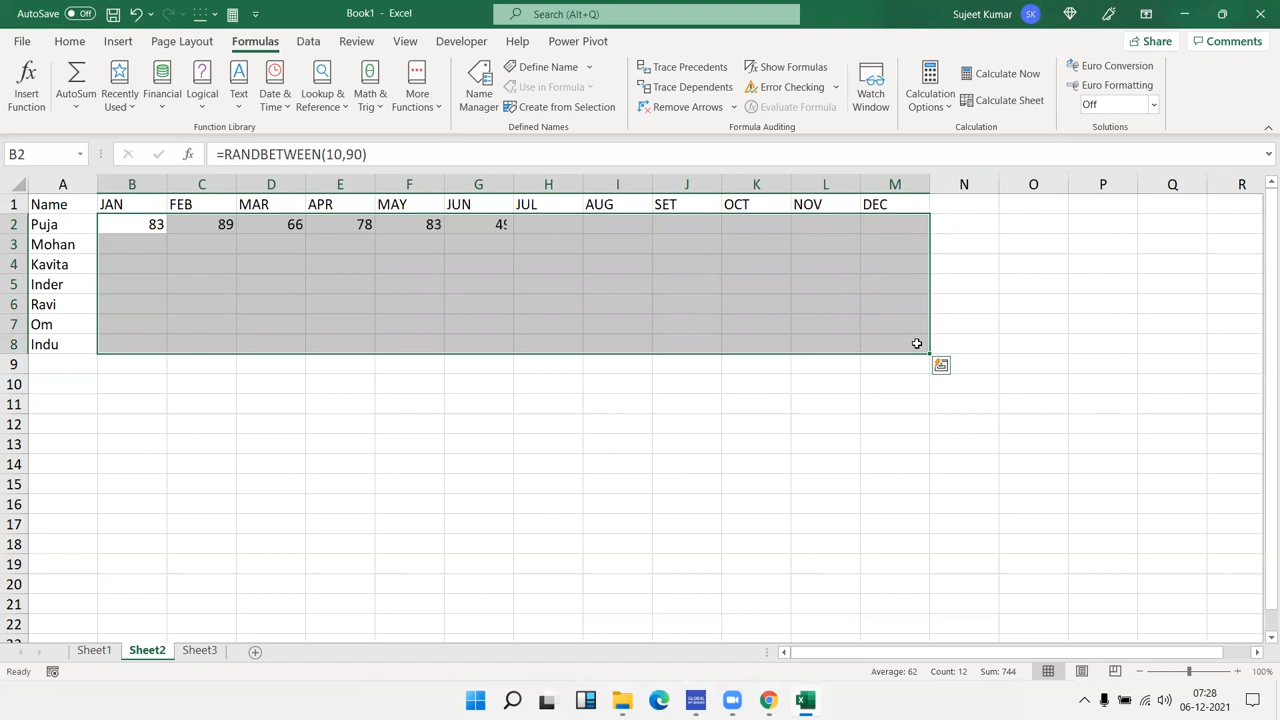 AutoSave Off Book1 - Excel Search (Alt+Q) Sujeet Kumar SK
File Home Insert Page Layout Formulas Data Review View Developer Help Power Pivot Share Comments
Insert Function
AutoSum
Recently Used
Financial
Logical
Text
Date & Time
Lookup & Reference
Math & Trig
More Functions
Function Library
Name Manager
Define Name
Use in Formula
Create from Selection
Defined Names
Trace Precedents
Trace Dependents
Remove Arrows
Show Formulas
Error Checking
Evaluate Formula
Formula Auditing
Watch Window
Calculation Options
Calculate Now
Calculate Sheet
Calculation
Euro Conversion
Euro Formatting
Off
Solutions
B2 fx =RANDBETWEEN(10,90)
A B C D E F G H I J K L M N O P Q R
1 Name JAN FEB MAR APR MAY JUN JUL AUG SET OCT NOV DEC
2 Puja 83 89 66 78 83 49
3 Mohan
4 Kavita
5 Inder
6 Ravi
7 Om
8 Indu
9
10
11
12
13
14
15
16
17
18
19
20
21
22
Sheet1 Sheet2 Sheet3
Ready Average: 62 Count: 12 Sum: 744 100%
GLOBAL
07:28
06-12-2021